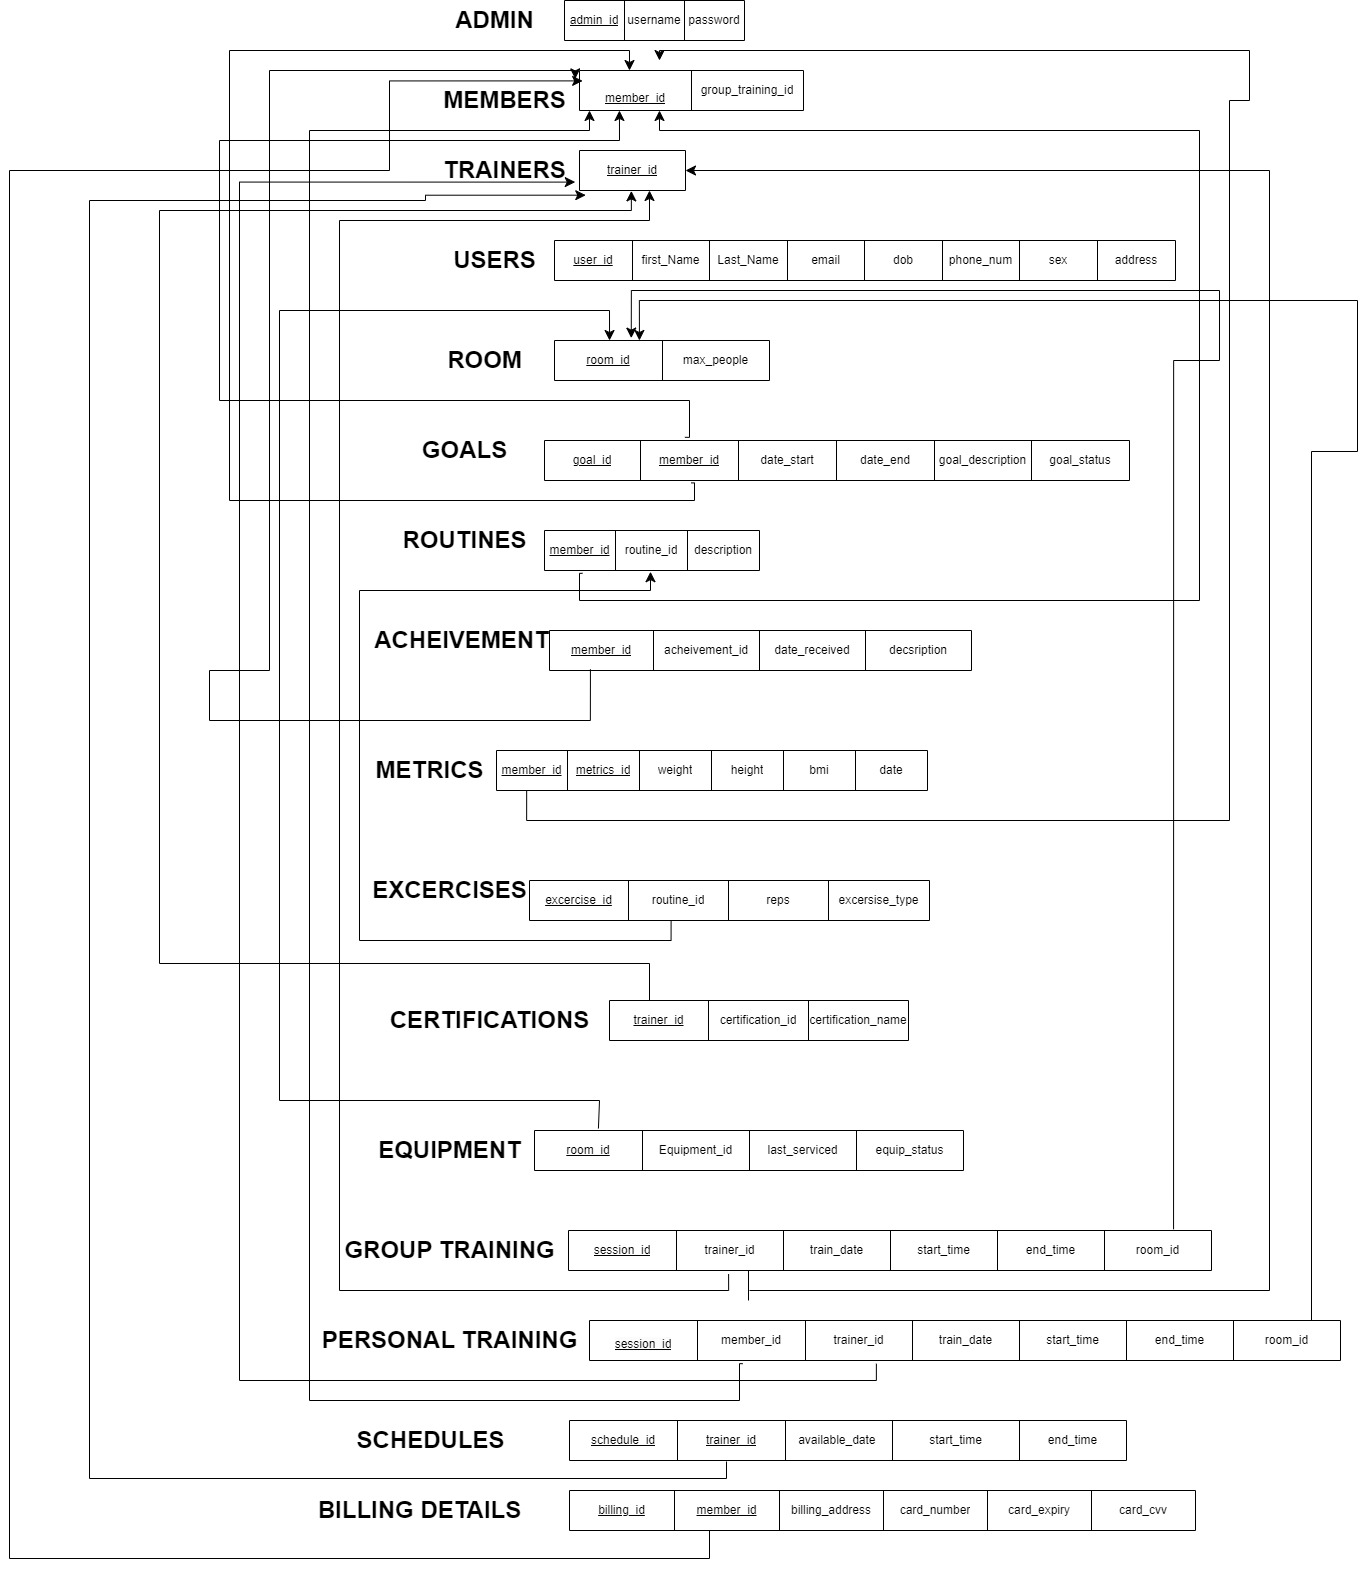 ADMIN admin_id username password
MEMBERS member_id group_training_id
TRAINERS trainer_id
USERS user_id first_Name Last_Name email dob phone_num sex address
ROOM room_id max_people
GOALS goal_id member_id date_start date_end goal_description goal_status
ROUTINES member_id routine_id description
ACHEIVEMENT member_id acheivement_id date_received decsription
METRICS member_id metrics_id weight height bmi date
EXCERCISES excercise_id routine_id reps excersise_type
CERTIFICATIONS trainer_id certification_id certification_name
EQUIPMENT room_id Equipment_id last_serviced equip_status
GROUP TRAINING session_id trainer_id train_date start_time end_time room_id
PERSONAL TRAINING session_id member_id trainer_id train_date start_time end_time room_id
SCHEDULES schedule_id trainer_id available_date start_time end_time
BILLING DETAILS billing_id member_id billing_address card_number card_expiry card_cvv